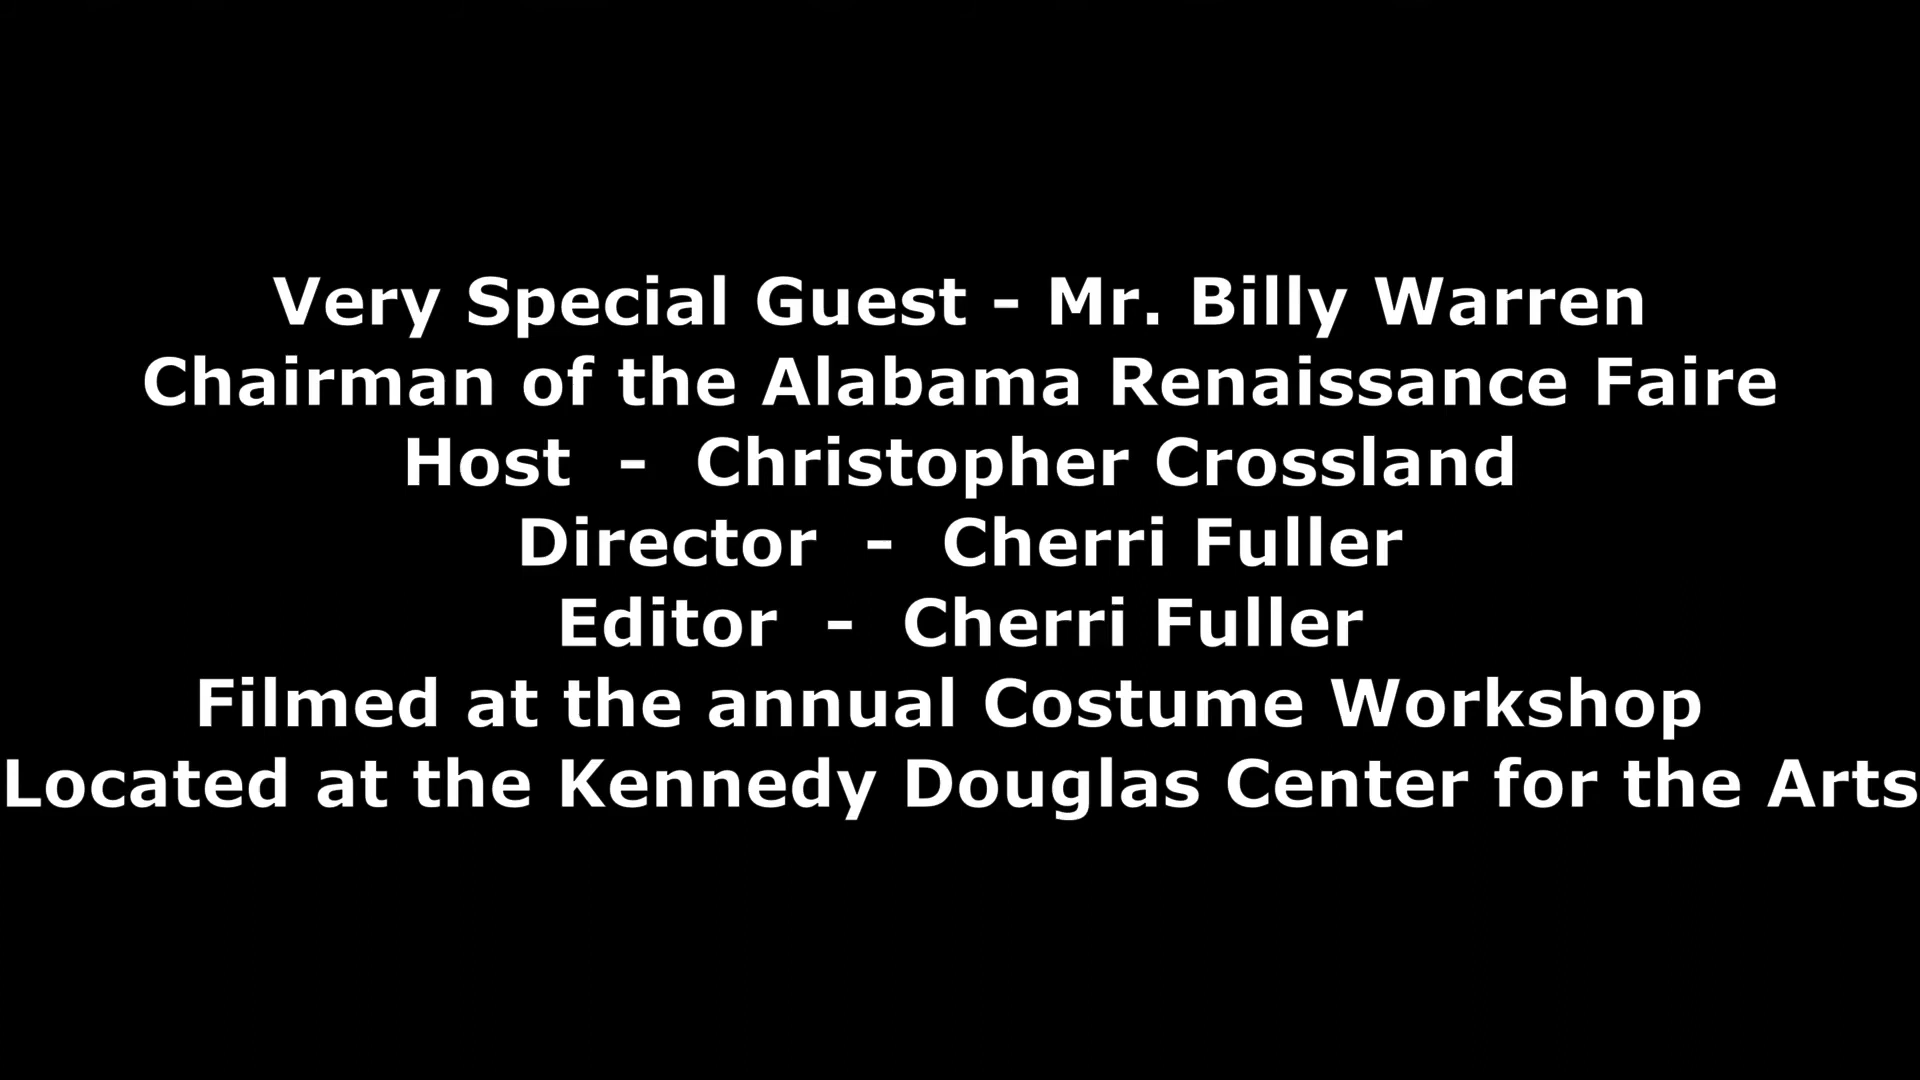 Very Special Guest - Mr. Billy Warren
Chairman of the Alabama Renaissance Faire
Host  -  Christopher Crossland
Director  -  Cherri Fuller
Editor  -  Cherri Fuller
Filmed at the annual Costume Workshop
Located at the Kennedy Douglas Center for the Arts